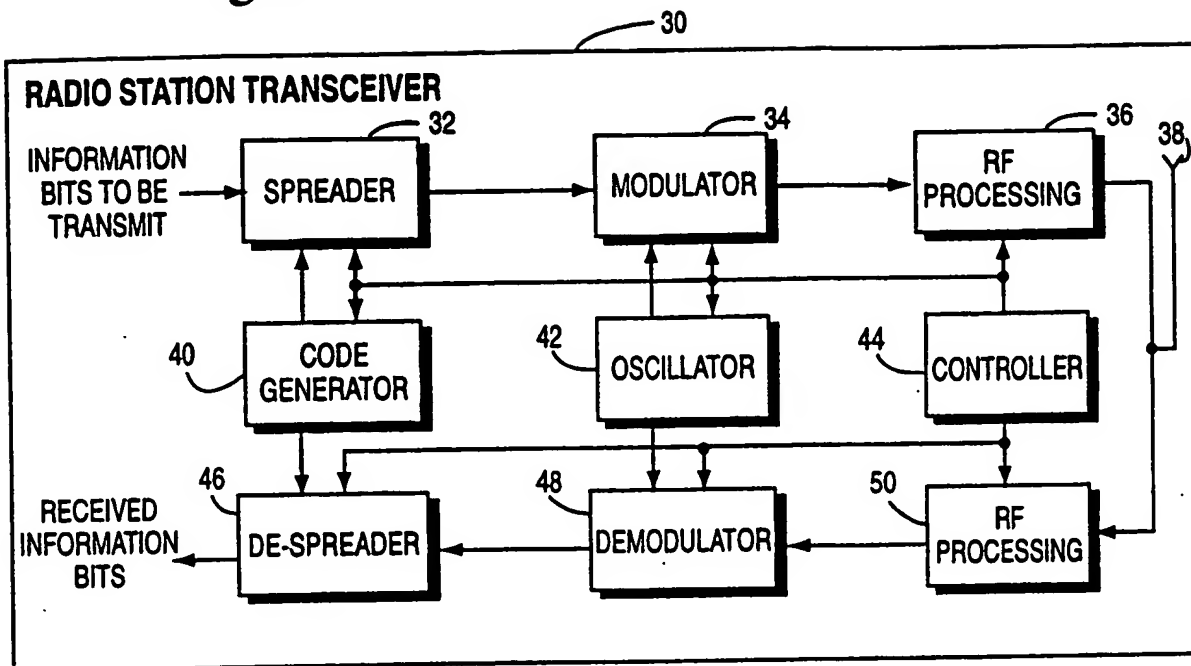 30
RADIO STATION TRANSCEIVER
32
34
36
38
INFORMATION
BITS TO BE
TRANSMIT
SPREADER
MODULATOR
RF
PROCESSING
40
CODE
GENERATOR
42
OSCILLATOR
44
CONTROLLER
46
48
50
RECEIVED
INFORMATION
BITS
DE-SPREADER
DEMODULATOR
RF
PROCESSING